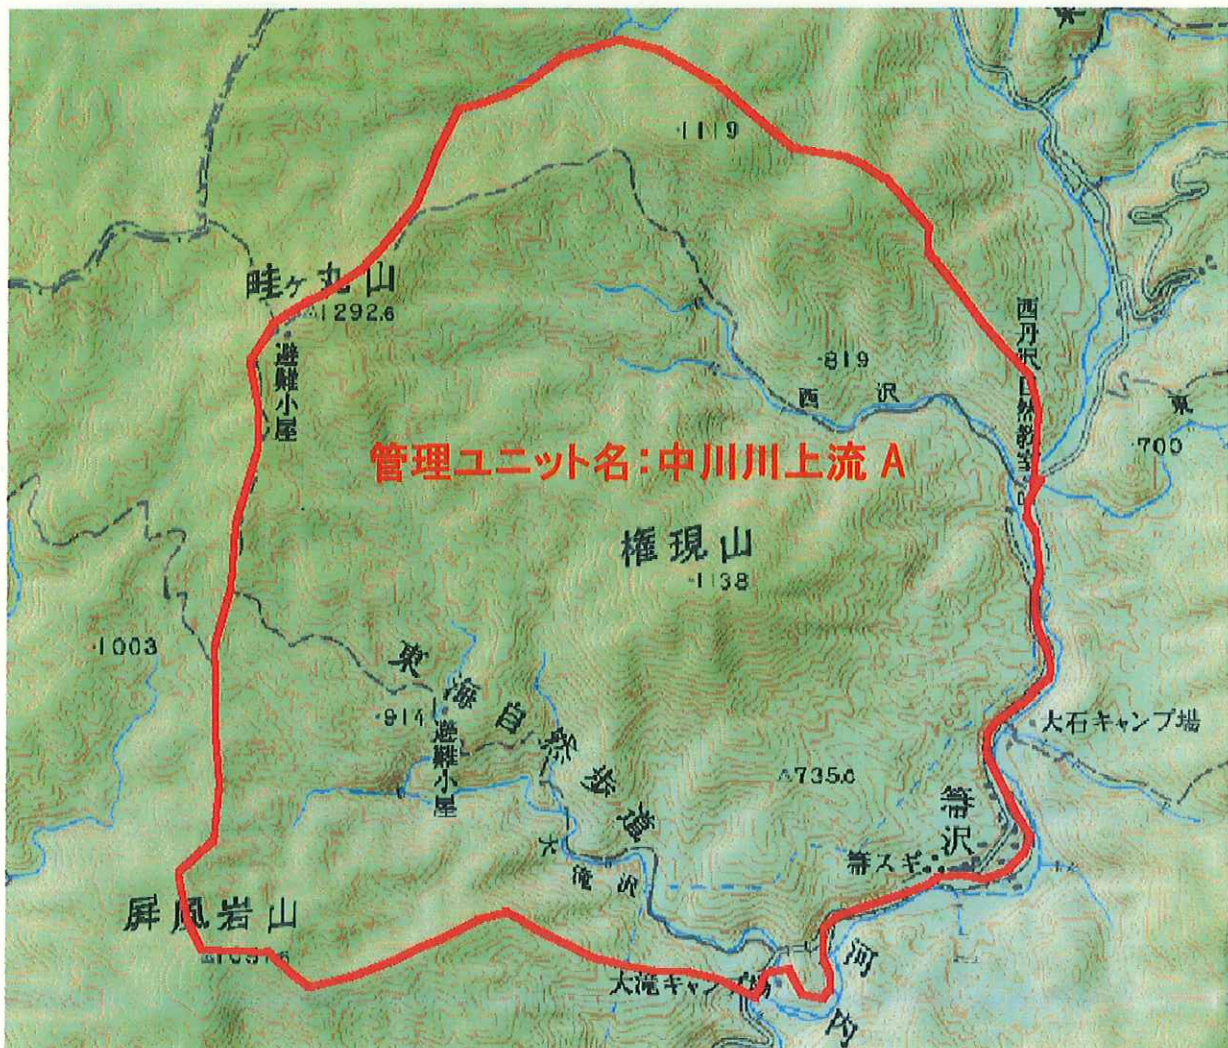 東
・1119
畦ヶ丸山
△1292.6
避難小屋
西丹沢自然教室
・819
西沢
東
・700
管理ユニット名：中川川上流 A
権現山
・1138
・1003
東海自然歩道
・914
避難小屋
大石キャンプ場
△735.6
箒沢
箒スギ
大滝沢
屏風岩山
大滝キャンプ場
河内